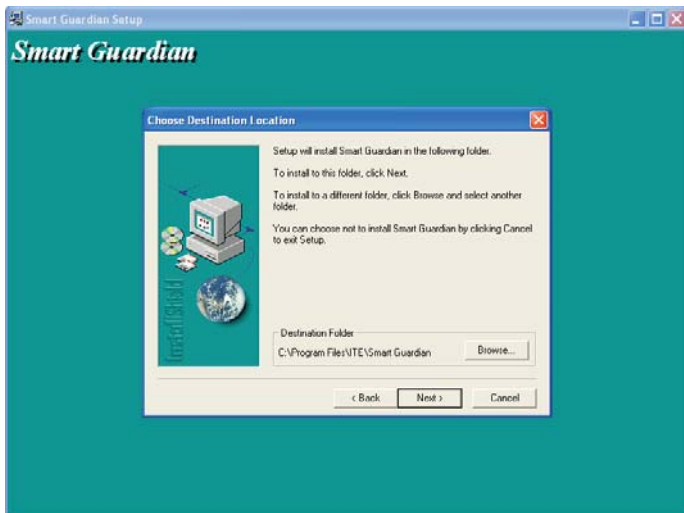 Smart Guardian Setup
Smart Guardian
Choose Destination Location
Setup will install Smart Guardian in the following folder.
To install to this folder, click Next.
To install to a different folder, click Browse and select another
folder.
You can choose not to install Smart Guardian by clicking Cancel
to exit Setup.
InstallShield
Destination Folder
C:\Program Files\ITE\Smart Guardian
Browse...
< Back
Next >
Cancel